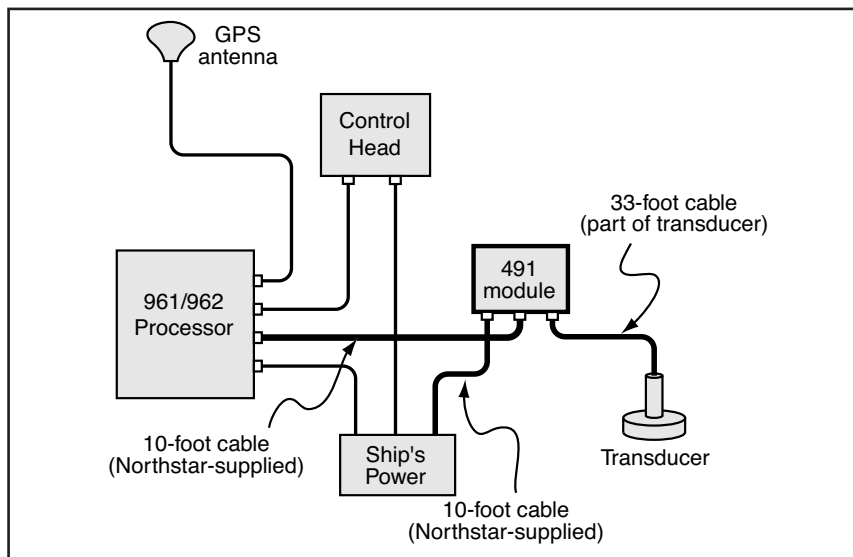 GPS
antenna
Control
Head
33-foot cable
(part of transducer)
491
module
961/962
Processor
10-foot cable
(Northstar-supplied)
Ship's
Power
Transducer
10-foot cable
(Northstar-supplied)